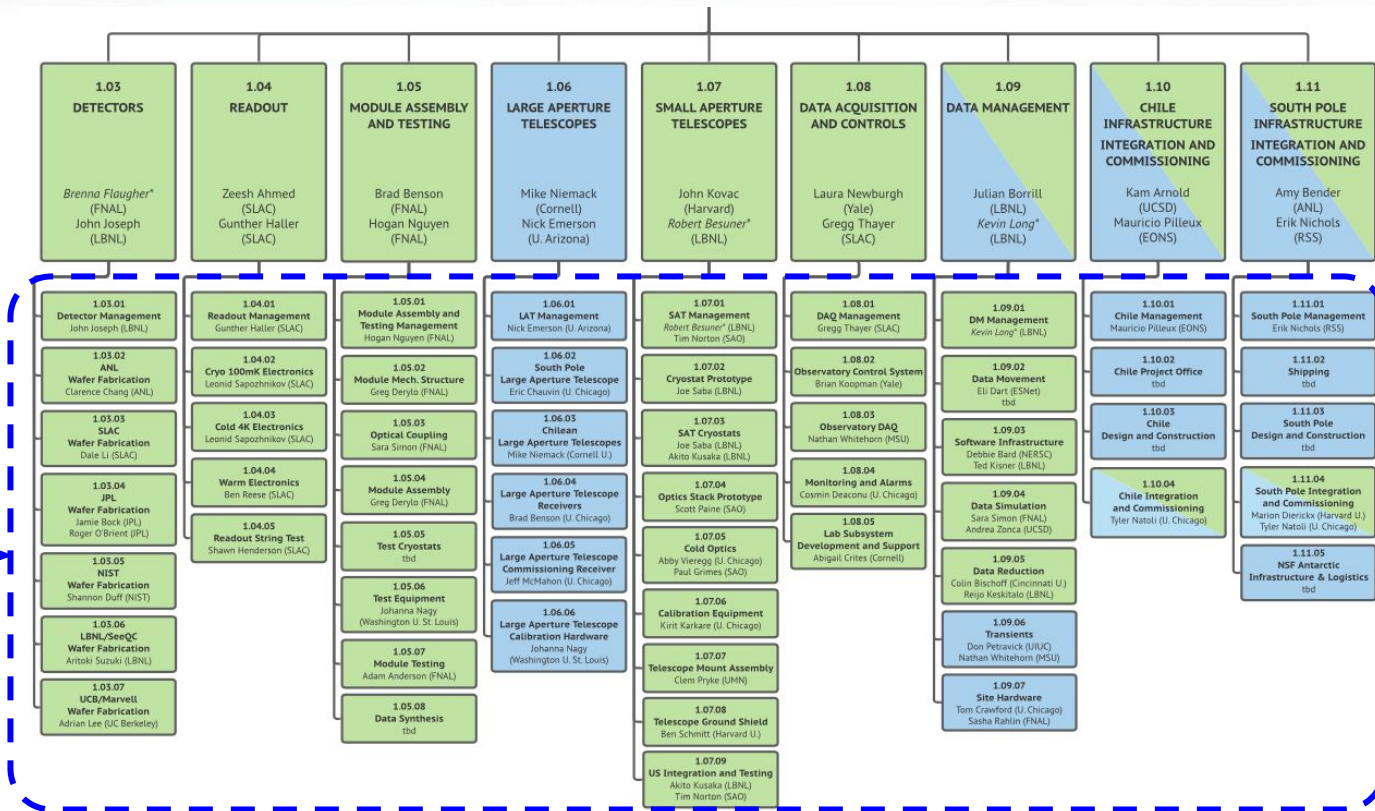 1.03
DETECTORS
Brenna Flaugher*
(FNAL)
John Joseph
(LBNL)
1.04
READOUT
Zeesh Ahmed
(SLAC)
Gunther Haller
(SLAC)
1.05
MODULE ASSEMBLY
AND TESTING
Brad Benson
(FNAL)
Hogan Nguyen
(FNAL)
1.06
LARGE APERTURE
TELESCOPES
Mike Niemack
(Cornell)
Nick Emerson
(U. Arizona)
1.07
SMALL APERTURE
TELESCOPES
John Kovac
(Harvard)
Robert Besuner*
(LBNL)
1.08
DATA ACQUISITION
AND CONTROLS
Laura Newburgh
(Yale)
Gregg Thayer
(SLAC)
1.09
DATA MANAGEMENT
Julian Borrill
(LBNL)
Kevin Long*
(LBNL)
1.10
CHILE
INFRASTRUCTURE
INTEGRATION AND
COMMISSIONING
Kam Arnold
(UCSD)
Mauricio Pilleux
(EONS)
1.11
SOUTH POLE
INFRASTRUCTURE
INTEGRATION AND
COMMISSIONING
Amy Bender
(ANL)
Erik Nichols
(RSS)
1.03.01
Detector Management
John Joseph (LBNL)
1.03.02
ANL
Wafer Fabrication
Clarence Chang (ANL)
1.03.03
SLAC
Wafer Fabrication
Dale Li (SLAC)
1.03.04
JPL
Wafer Fabrication
Jamie Bock (JPL)
Roger O'Brient (JPL)
1.03.05
NIST
Wafer Fabrication
Shannon Duff (NIST)
1.03.06
LBNL/SeeQC
Wafer Fabrication
Aritoki Suzuki (LBNL)
1.03.07
UCB/Marvell
Wafer Fabrication
Adrian Lee (UC Berkeley)
1.04.01
Readout Management
Gunther Haller (SLAC)
1.04.02
Cryo 100mK Electronics
Leonid Sapozhnikov (SLAC)
1.04.03
Cold 4K Electronics
Leonid Sapozhnikov (SLAC)
1.04.04
Warm Electronics
Ben Reese (SLAC)
1.04.05
Readout String Test
Shawn Henderson (SLAC)
1.05.01
Module Assembly and
Testing Management
Hogan Nguyen (FNAL)
1.05.02
Module Mech. Structure
Greg Derylo (FNAL)
1.05.03
Optical Coupling
Sara Simon (FNAL)
1.05.04
Module Assembly
Greg Derylo (FNAL)
1.05.05
Test Cryostats
tbd
1.05.06
Test Equipment
Johanna Nagy
(Washington U. St. Louis)
1.05.07
Module Testing
Adam Anderson (FNAL)
1.05.08
Data Synthesis
tbd
1.06.01
LAT Management
Nick Emerson (U. Arizona)
1.06.02
South Pole
Large Aperture Telescope
Eric Chauvin (U. Chicago)
1.06.03
Chilean
Large Aperture Telescopes
Mike Niemack (Cornell U.)
1.06.04
Large Aperture Telescope
Receivers
Brad Benson (U. Chicago)
1.06.05
Large Aperture Telescope
Commissioning Receiver
Jeff McMahon (U. Chicago)
1.06.06
Large Aperture Telescope
Calibration Hardware
Johanna Nagy
(Washington U. St. Louis)
1.07.01
SAT Management
Robert Besuner* (LBNL)
Tim Norton (SAO)
1.07.02
Cryostat Prototype
Joe Saba (LBNL)
1.07.03
SAT Cryostats
Joe Saba (LBNL)
Akito Kusaka (LBNL)
1.07.04
Optics Stack Prototype
Scott Paine (SAO)
1.07.05
Cold Optics
Abby Vieregg (U. Chicago)
Paul Grimes (SAO)
1.07.06
Calibration Equipment
Kirit Karkare (U. Chicago)
1.07.07
Telescope Mount Assembly
Clem Pryke (UMN)
1.07.08
Telescope Ground Shield
Ben Schmitt (Harvard U.)
1.07.09
US Integration and Testing
Akito Kusaka (LBNL)
Tim Norton (SAO)
1.08.01
DAQ Management
Gregg Thayer (SLAC)
1.08.02
Observatory Control System
Brian Koopman (Yale)
1.08.03
Observatory DAQ
Nathan Whitehorn (MSU)
1.08.04
Monitoring and Alarms
Cosmin Deaconu (U. Chicago)
1.08.05
Lab Subsystem
Development and Support
Abigail Crites (Cornell)
1.09.01
DM Management
Kevin Long* (LBNL)
1.09.02
Data Movement
Eli Dart (ESNet)
tbd
1.09.03
Software Infrastructure
Debbie Bard (NERSC)
Ted Kisner (LBNL)
1.09.04
Data Simulation
Sara Simon (FNAL)
Andrea Zonca (UCSD)
1.09.05
Data Reduction
Colin Bischoff (Cincinnati U.)
Reijo Keskitalo (LBNL)
1.09.06
Transients
Don Petravick (UIUC)
Nathan Whitehorn (MSU)
1.09.07
Site Hardware
Tom Crawford (U. Chicago)
Sasha Rahlin (FNAL)
1.10.01
Chile Management
Mauricio Pilleux (EONS)
1.10.02
Chile Project Office
tbd
1.10.03
Chile
Design and Construction
tbd
1.10.04
Chile Integration
and Commissioning
Tyler Natoli (U. Chicago)
1.11.01
South Pole Management
Erik Nichols (RSS)
1.11.02
Shipping
tbd
1.11.03
South Pole
Design and Construction
tbd
1.11.04
South Pole Integration
and Commissioning
Marion Dierickx (Harvard U.)
Tyler Natoli (U. Chicago)
1.11.05
NSF Antarctic
Infrastructure & Logistics
tbd